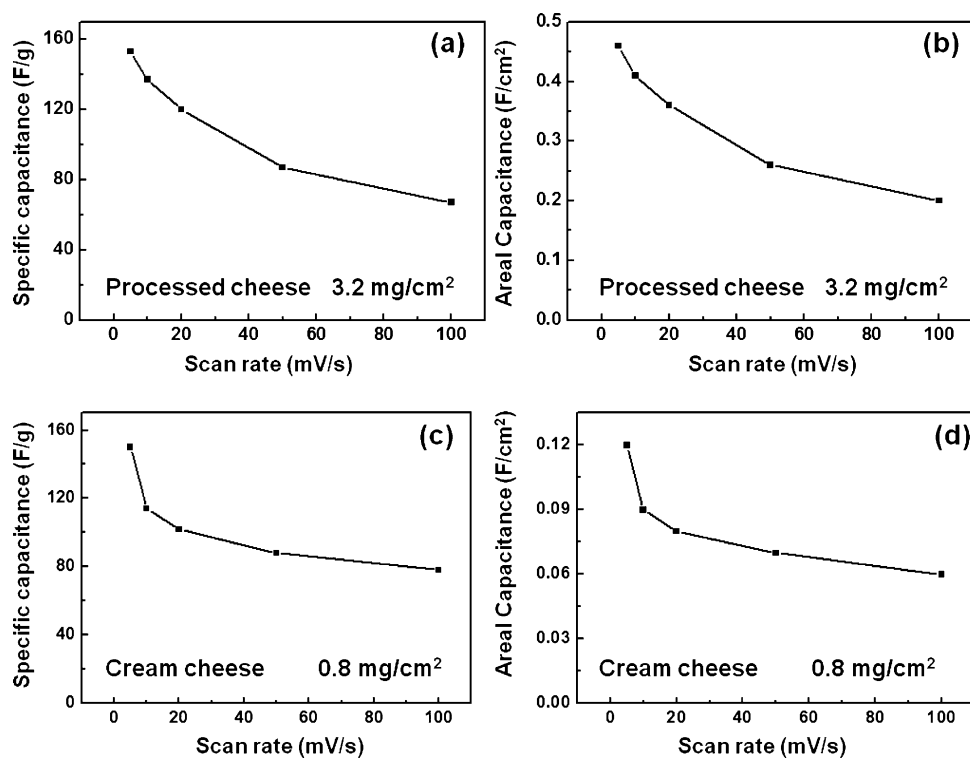 (a)
Specific capacitance (F/g)
160
120
80
40
0
Processed cheese 3.2 mg/cm²
0 20 40 60 80 100
Scan rate (mV/s)
(b)
Areal Capacitance (F/cm²)
0.5
0.4
0.3
0.2
0.1
0.0
Processed cheese 3.2 mg/cm²
0 20 40 60 80 100
Scan rate (mV/s)
(c)
Specific capacitance (F/g)
160
120
80
40
0
Cream cheese 0.8 mg/cm²
0 20 40 60 80 100
Scan rate (mV/s)
(d)
Areal Capacitance (F/cm²)
0.12
0.09
0.06
0.03
0.00
Cream cheese 0.8 mg/cm²
0 20 40 60 80 100
Scan rate (mV/s)